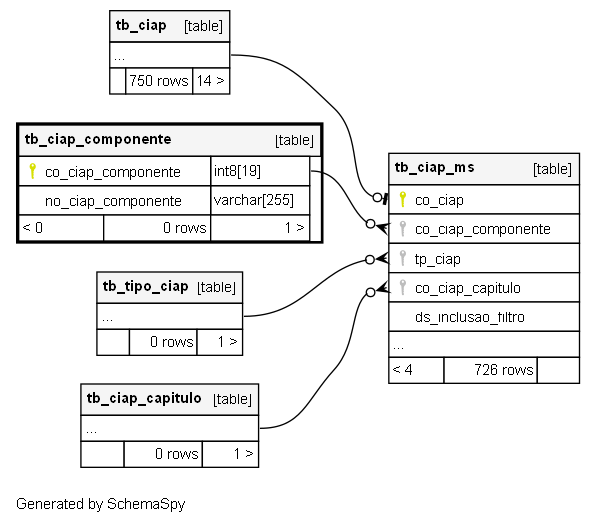 tb_ciap [table]
...
750 rows 14 >
tb_ciap_componente [table]
co_ciap_componente int8[19]
no_ciap_componente varchar[255]
< 0 0 rows 1 >
tb_tipo_ciap [table]
...
0 rows 1 >
tb_ciap_capitulo [table]
...
0 rows 1 >
tb_ciap_ms [table]
co_ciap
co_ciap_componente
tp_ciap
co_ciap_capitulo
ds_inclusao_filtro
...
< 4 726 rows
Generated by SchemaSpy